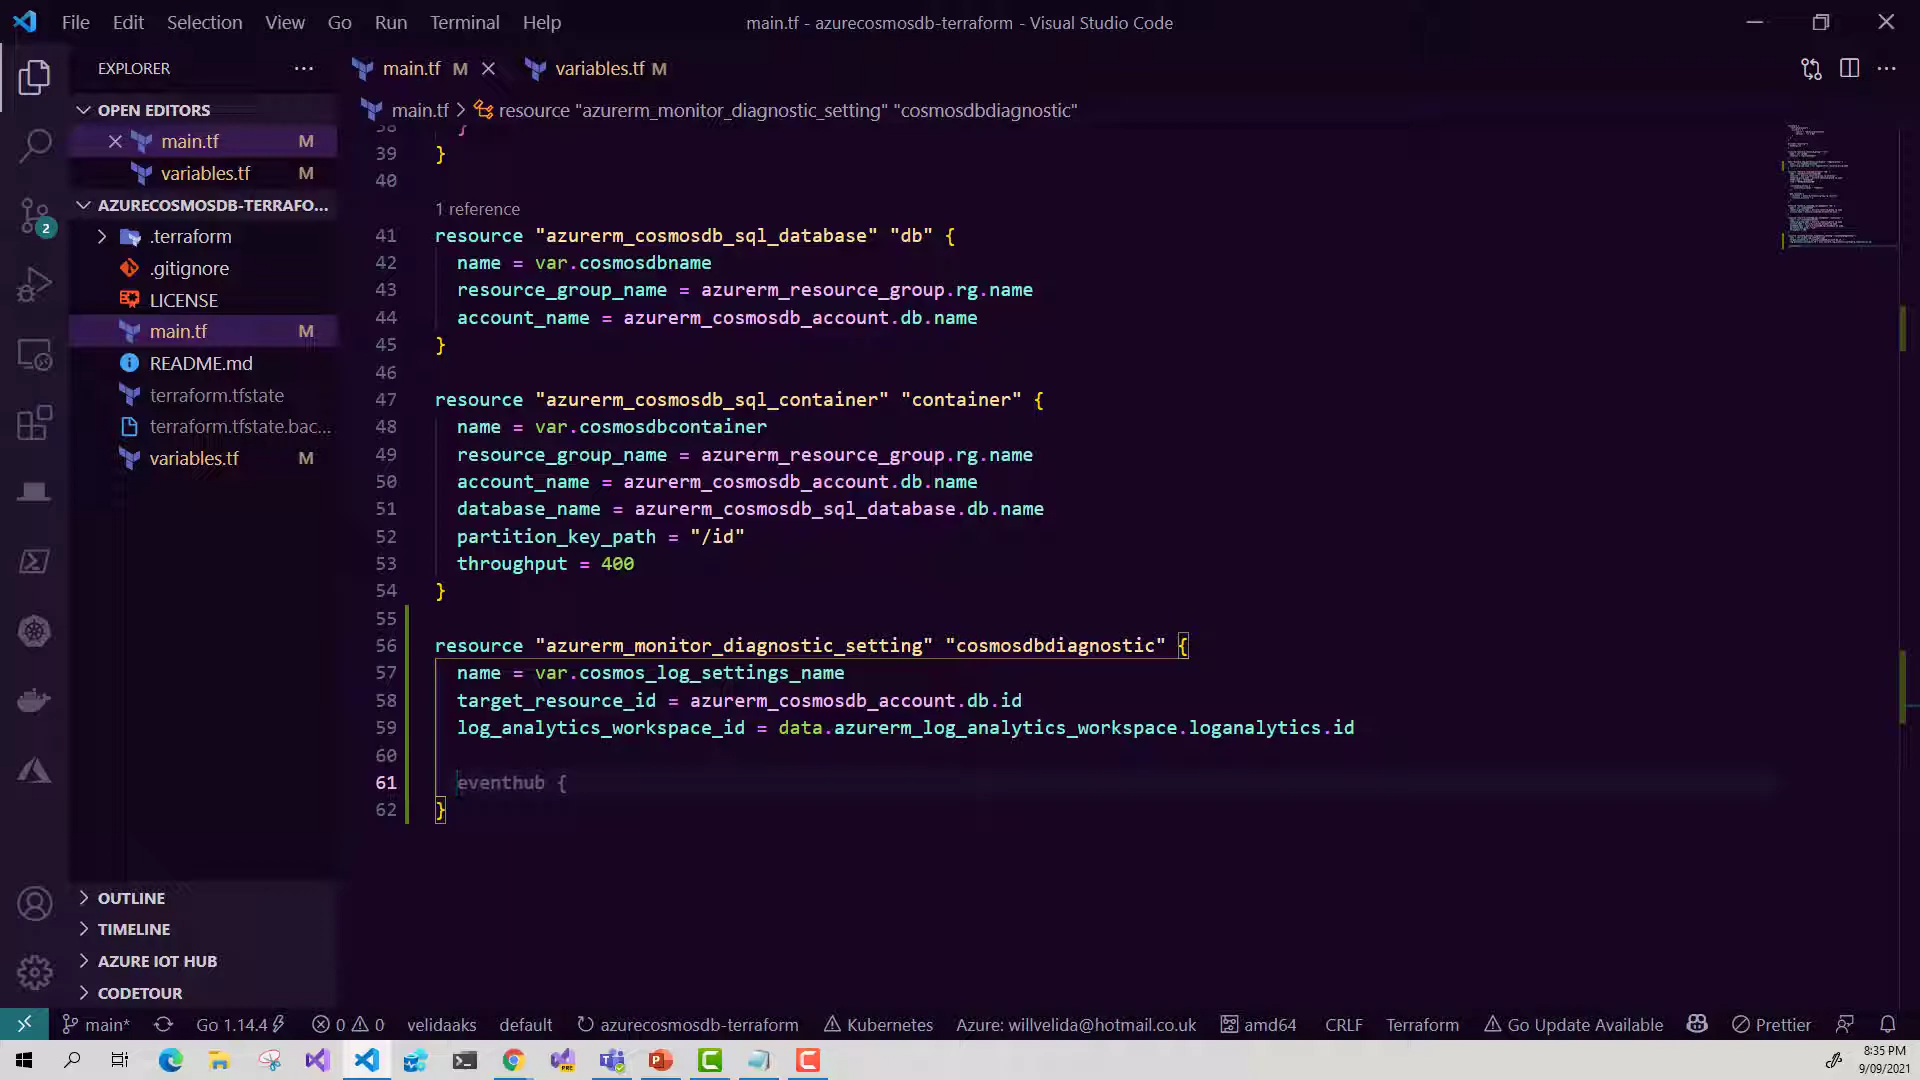 File Edit Selection View Go Run Terminal Help
main.tf - azurecosmosdb-terraform - Visual Studio Code
EXPLORER
OPEN EDITORS
main.tf M
variables.tf M
AZURECOSMOSDB-TERRAFO...
.terraform
.gitignore
LICENSE
main.tf M
README.md
terraform.tfstate
terraform.tfstate.bac...
variables.tf M
OUTLINE
TIMELINE
AZURE IOT HUB
CODETOUR
2
main.tf M
variables.tf M
main.tf > resource "azurerm_monitor_diagnostic_setting" "cosmosdbdiagnostic"
38 }
39 }
40
1 reference
41 resource "azurerm_cosmosdb_sql_database" "db" {
42 name = var.cosmosdbname
43 resource_group_name = azurerm_resource_group.rg.name
44 account_name = azurerm_cosmosdb_account.db.name
45 }
46
47 resource "azurerm_cosmosdb_sql_container" "container" {
48 name = var.cosmosdbcontainer
49 resource_group_name = azurerm_resource_group.rg.name
50 account_name = azurerm_cosmosdb_account.db.name
51 database_name = azurerm_cosmosdb_sql_database.db.name
52 partition_key_path = "/id"
53 throughput = 400
54 }
55
56 resource "azurerm_monitor_diagnostic_setting" "cosmosdbdiagnostic" {
57 name = var.cosmos_log_settings_name
58 target_resource_id = azurerm_cosmosdb_account.db.id
59 log_analytics_workspace_id = data.azurerm_log_analytics_workspace.loganalytics.id
60
61 eventhub {
62 }
main* Go 1.14.4 0 0 velidaaks default azurecosmosdb-terraform Kubernetes Azure: willvelida@hotmail.co.uk amd64 CRLF Terraform Go Update Available Prettier
8:35 PM
9/09/2021